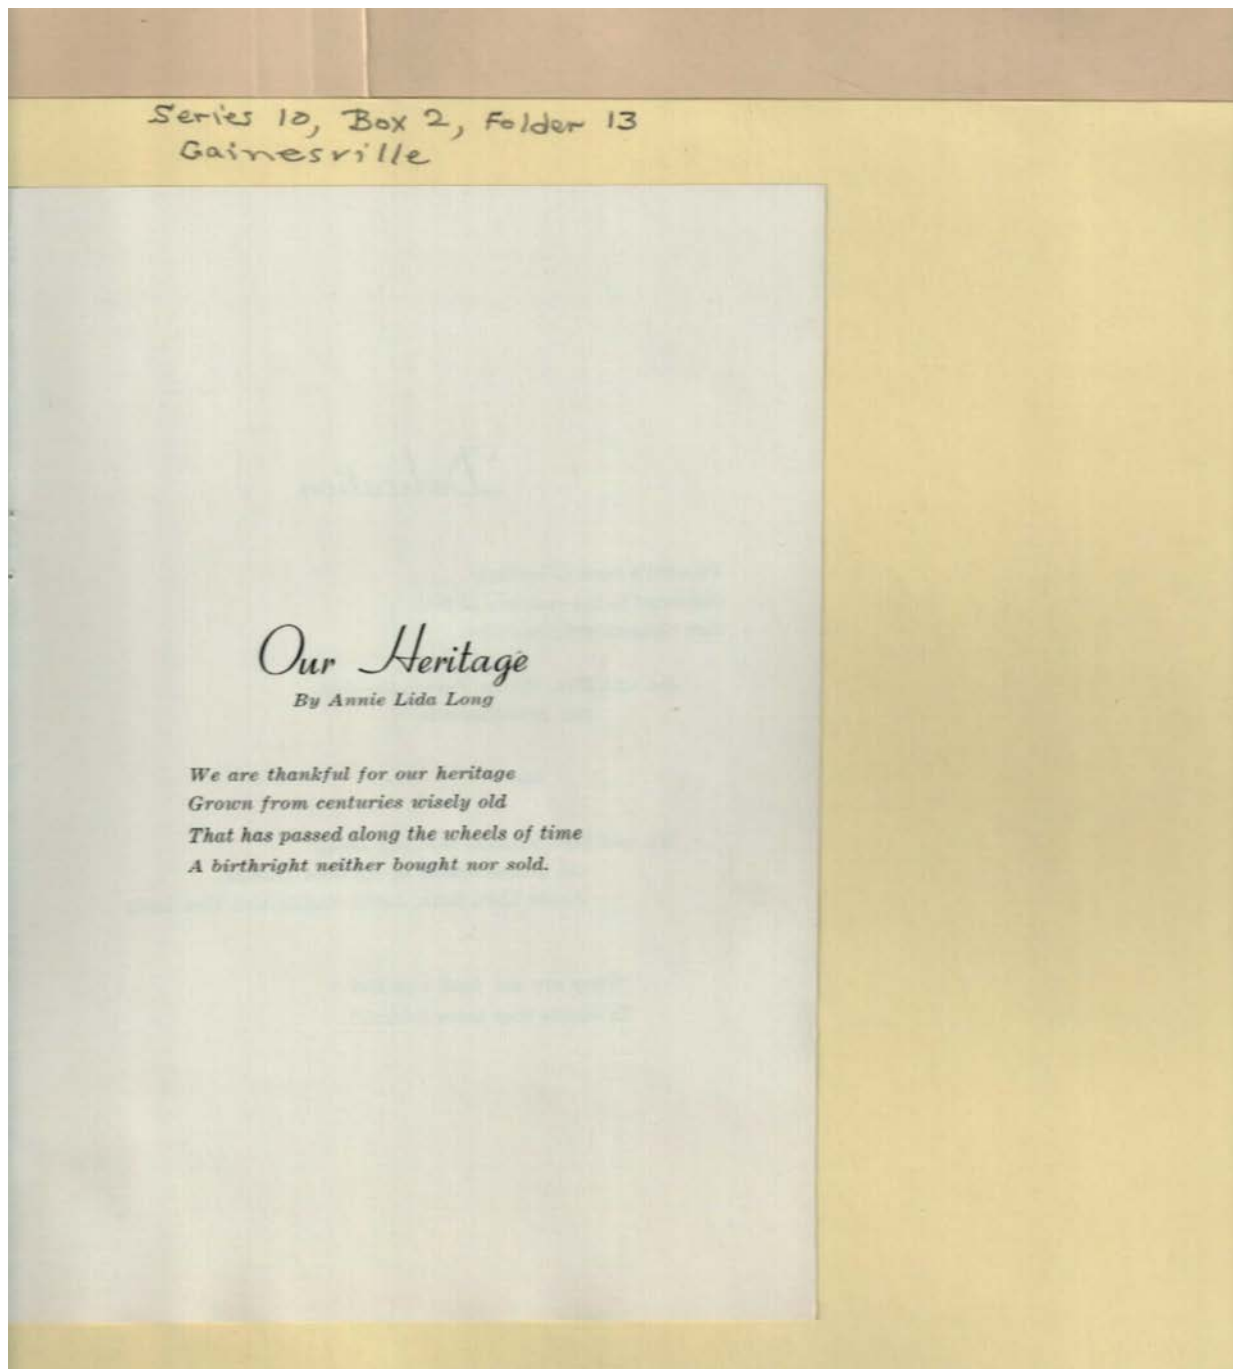 Series 10, Box 2, Folder 13
Gainesville
Our Heritage
By Annie Lida Long
We are thankful for our heritage
Grown from centuries wisely old
That has passed along the wheels of time
A birthright neither bought nor sold.